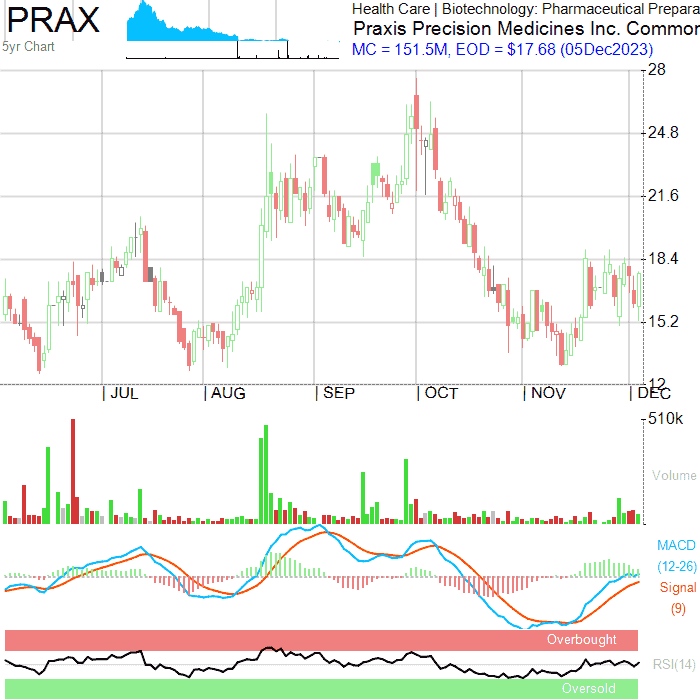 PRAX
5yr Chart
Health Care | Biotechnology: Pharmaceutical Prepara
Praxis Precision Medicines Inc. Common
MC = 151.5M, EOD = $17.68 (05Dec2023)
28
24.8
21.6
18.4
15.2
12
JUL
AUG
SEP
OCT
NOV
DEC
510k
Volume
MACD
(12-26)
Signal
(9)
Overbought
RSI(14)
Oversold